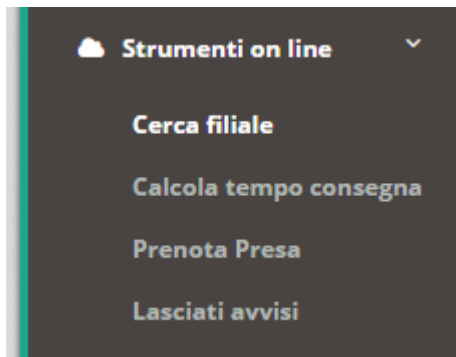 Strumenti on line
Cerca filiale
Calcola tempo consegna
Prenota Presa
Lasciati avvisi